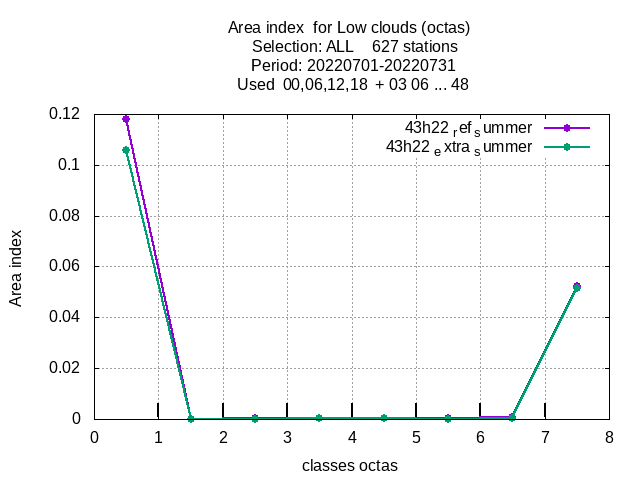 Area index  for Low clouds (octas)
Selection: ALL    627 stations
Period: 20220701-20220731
Used  00,06,12,18  + 03 06 ... 48
0.12
0.1
0.08
0.06
0.04
0.02
0
Area index
43h22 ref summer
43h22 extra summer
0 1 2 3 4 5 6 7 8
classes octas